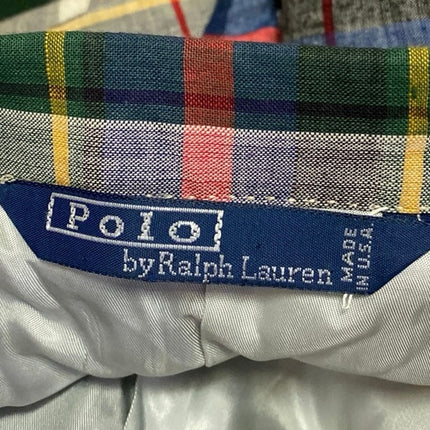 Polo
by Ralph Lauren
MADE
IN U.S.A.